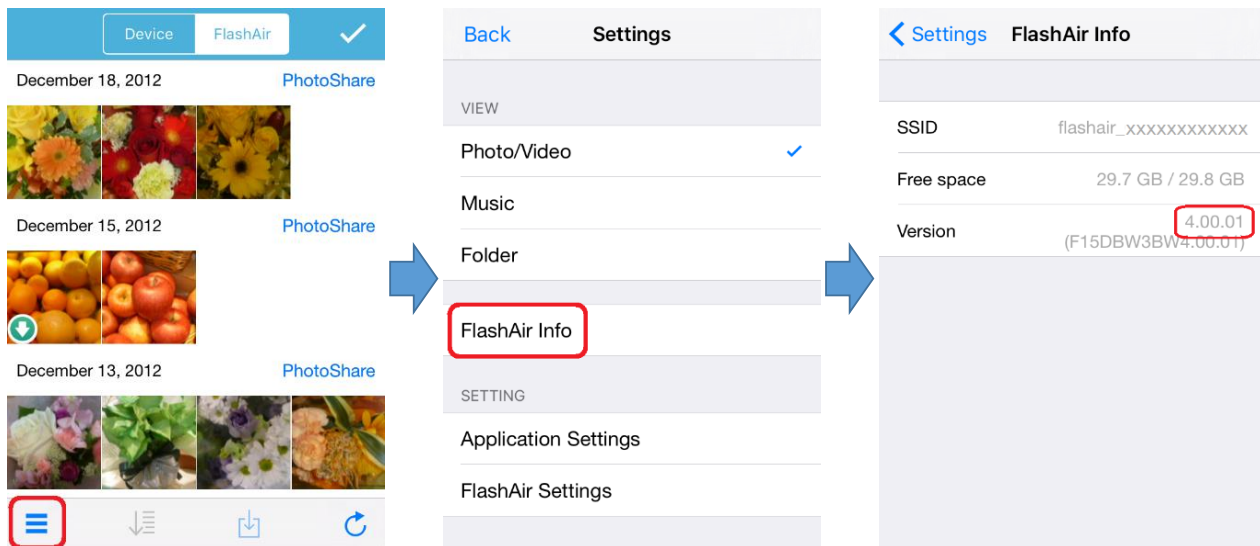 Device FlashAir
December 18, 2012 PhotoShare
December 15, 2012 PhotoShare
December 13, 2012 PhotoShare
Back Settings
VIEW
Photo/Video
Music
Folder
FlashAir Info
SETTING
Application Settings
FlashAir Settings
Settings FlashAir Info
SSID flashair_xxxxxxxxxxxx
Free space 29.7 GB / 29.8 GB
Version 4.00.01
(F15DBW3BW4.00.01)